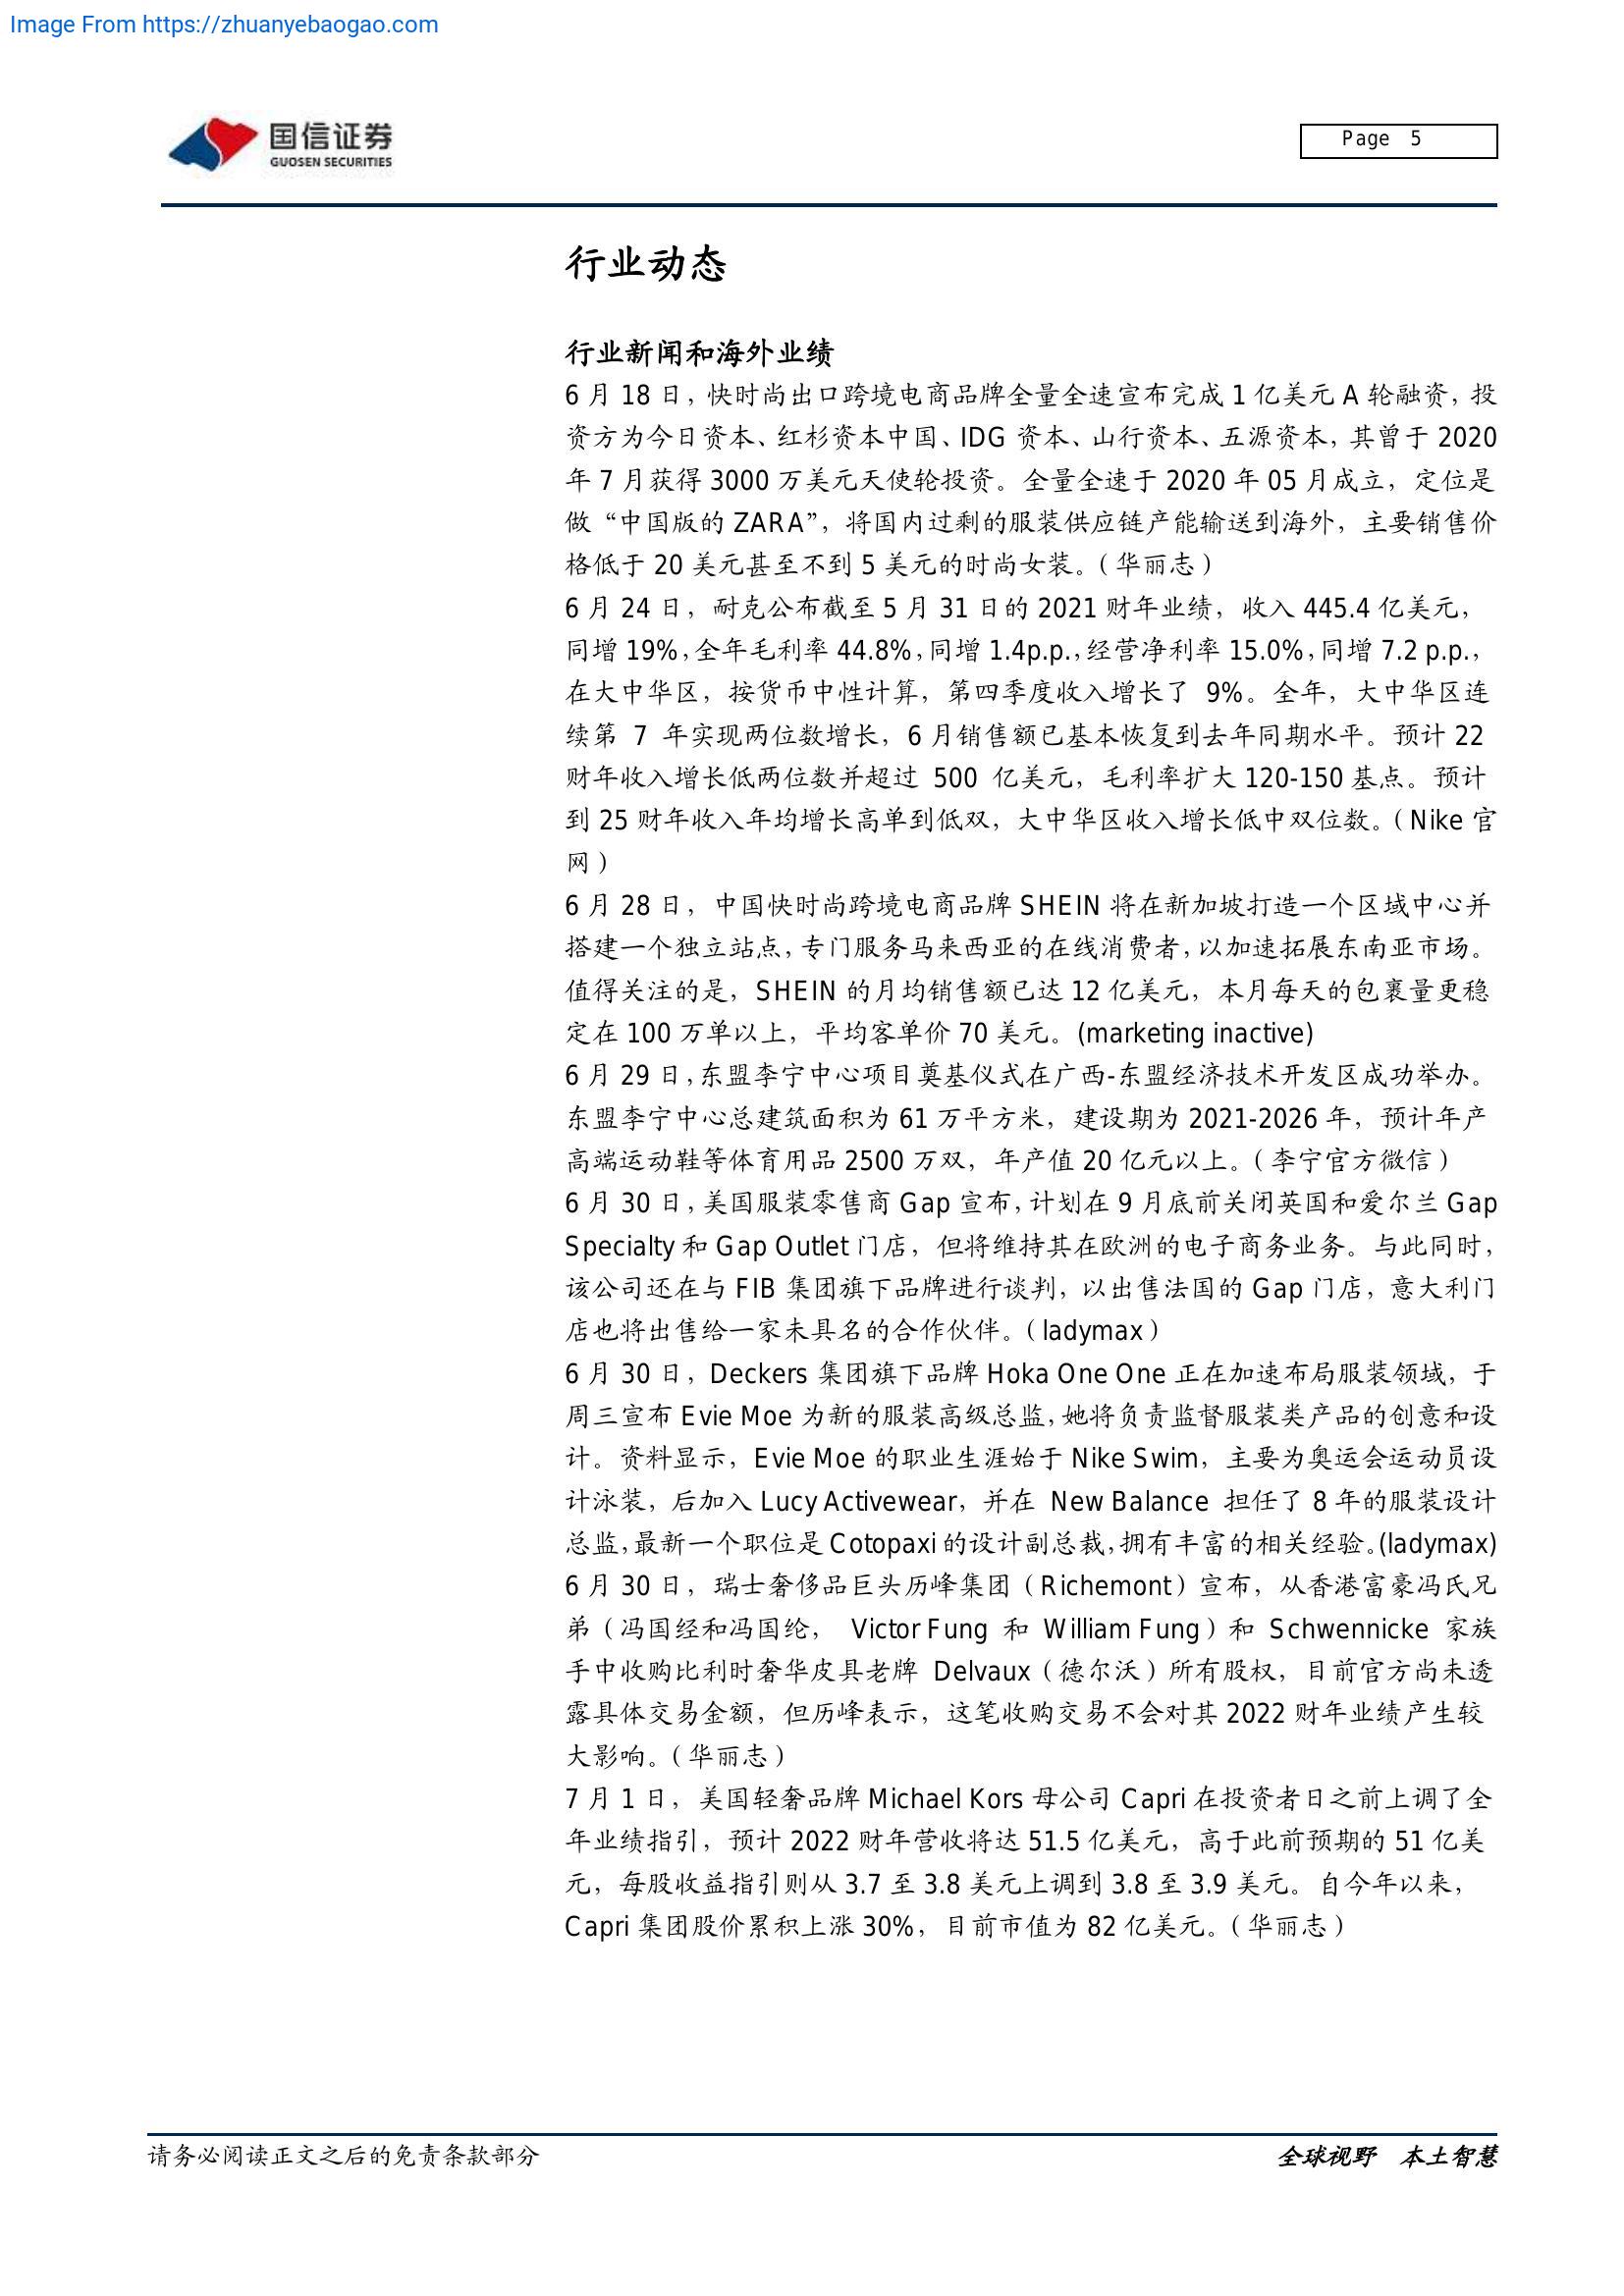 Image From https://zhuanyebaogao.com
国信证券
GUOSEN SECURITIES
Page 5
行业动态
行业新闻和海外业绩
6 月 18 日，快时尚出口跨境电商品牌全量全速宣布完成 1 亿美元 A 轮融资，投
资方为今日资本、红杉资本中国、IDG 资本、山行资本、五源资本，其曾于 2020
年 7 月获得 3000 万美元天使轮投资。全量全速于 2020 年 05 月成立，定位是
做“中国版的 ZARA”，将国内过剩的服装供应链产能输送到海外，主要销售价
格低于 20 美元甚至不到 5 美元的时尚女装。（华丽志）
6 月 24 日，耐克公布截至 5 月 31 日的 2021 财年业绩，收入 445.4 亿美元，
同增 19%，全年毛利率 44.8%，同增 1.4p.p.，经营净利率 15.0%，同增 7.2 p.p.，
在大中华区，按货币中性计算，第四季度收入增长了 9%。全年，大中华区连
续第 7 年实现两位数增长，6 月销售额已基本恢复到去年同期水平。预计 22
财年收入增长低两位数并超过 500 亿美元，毛利率扩大 120-150 基点。预计
到 25 财年收入年均增长高单到低双，大中华区收入增长低中双位数。（Nike 官
网）
6 月 28 日，中国快时尚跨境电商品牌 SHEIN 将在新加坡打造一个区域中心并
搭建一个独立站点，专门服务马来西亚的在线消费者，以加速拓展东南亚市场。
值得关注的是，SHEIN 的月均销售额已达 12 亿美元，本月每天的包裹量更稳
定在 100 万单以上，平均客单价 70 美元。(marketing inactive)
6 月 29 日，东盟李宁中心项目奠基仪式在广西-东盟经济技术开发区成功举办。
东盟李宁中心总建筑面积为 61 万平方米，建设期为 2021-2026 年，预计年产
高端运动鞋等体育用品 2500 万双，年产值 20 亿元以上。（李宁官方微信）
6 月 30 日，美国服装零售商 Gap 宣布，计划在 9 月底前关闭英国和爱尔兰 Gap
Specialty 和 Gap Outlet 门店，但将维持其在欧洲的电子商务业务。与此同时，
该公司还在与 FIB 集团旗下品牌进行谈判，以出售法国的 Gap 门店，意大利门
店也将出售给一家未具名的合作伙伴。（ladymax）
6 月 30 日，Deckers 集团旗下品牌 Hoka One One 正在加速布局服装领域，于
周三宣布 Evie Moe 为新的服装高级总监，她将负责监督服装类产品的创意和设
计。资料显示，Evie Moe 的职业生涯始于 Nike Swim，主要为奥运会运动员设
计泳装，后加入 Lucy Activewear，并在 New Balance 担任了 8 年的服装设计
总监，最新一个职位是 Cotopaxi 的设计副总裁，拥有丰富的相关经验。(ladymax)
6 月 30 日，瑞士奢侈品巨头历峰集团（Richemont）宣布，从香港富豪冯氏兄
弟（冯国经和冯国纶， Victor Fung 和 William Fung）和 Schwennicke 家族
手中收购比利时奢华皮具老牌 Delvaux（德尔沃）所有股权，目前官方尚未透
露具体交易金额，但历峰表示，这笔收购交易不会对其 2022 财年业绩产生较
大影响。（华丽志）
7 月 1 日，美国轻奢品牌 Michael Kors 母公司 Capri 在投资者日之前上调了全
年业绩指引，预计 2022 财年营收将达 51.5 亿美元，高于此前预期的 51 亿美
元，每股收益指引则从 3.7 至 3.8 美元上调到 3.8 至 3.9 美元。自今年以来，
Capri 集团股价累积上涨 30%，目前市值为 82 亿美元。（华丽志）
请务必阅读正文之后的免责条款部分
全球视野 本土智慧